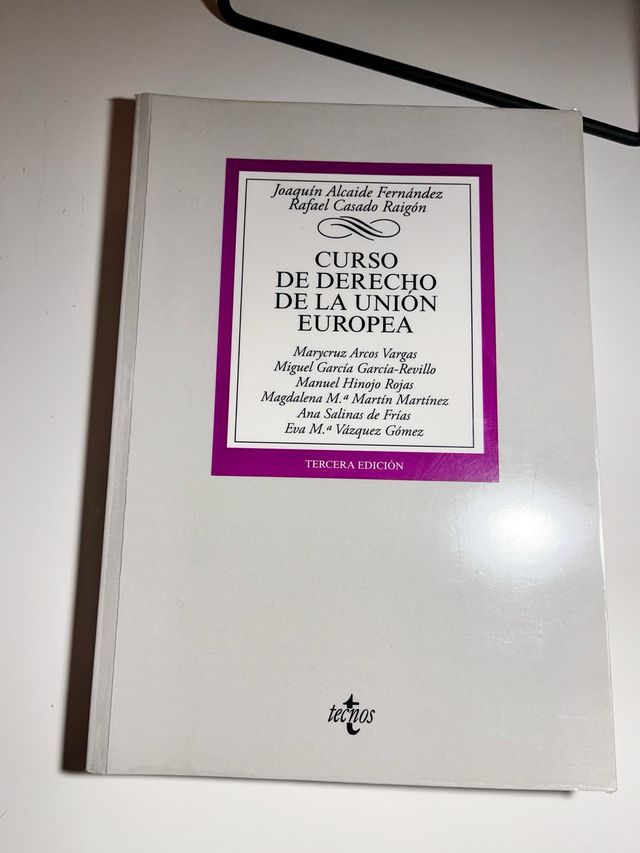 Joaquín Alcaide Fernández
Rafael Casado Raigón
CURSO
DE DERECHO
DE LA UNIÓN
EUROPEA
Marycruz Arcos Vargas
Miguel García García-Revillo
Manuel Hinojo Rojas
Magdalena M.ª Martín Martínez
Ana Salinas de Frías
Eva M.ª Vázquez Gómez
TERCERA EDICIÓN
tecnos